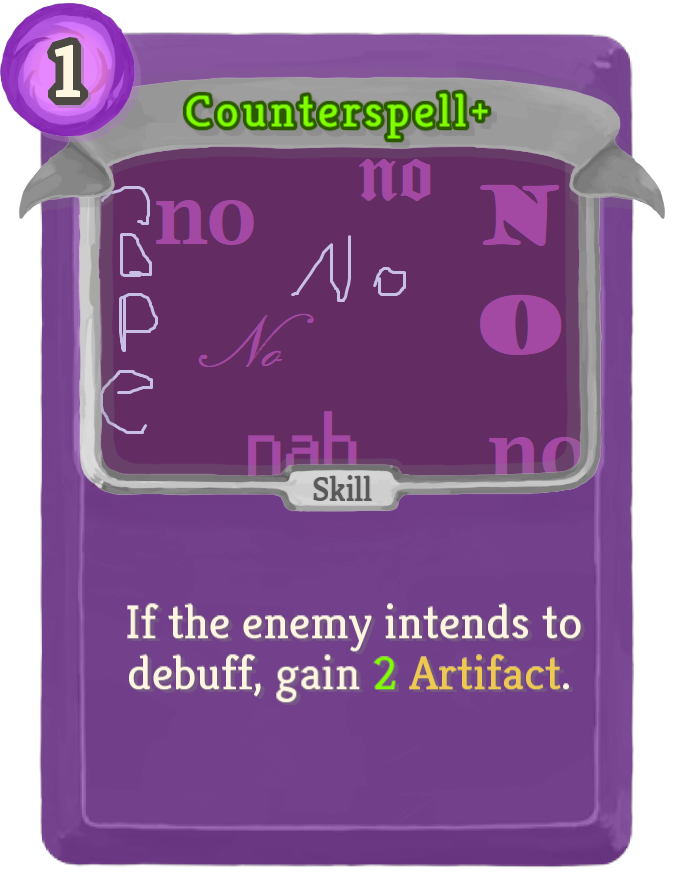 1
Counterspell+
no
no
N
O
No
n
o
p
e
No
nah
no
Skill
If the enemy intends to
debuff, gain 2 Artifact.